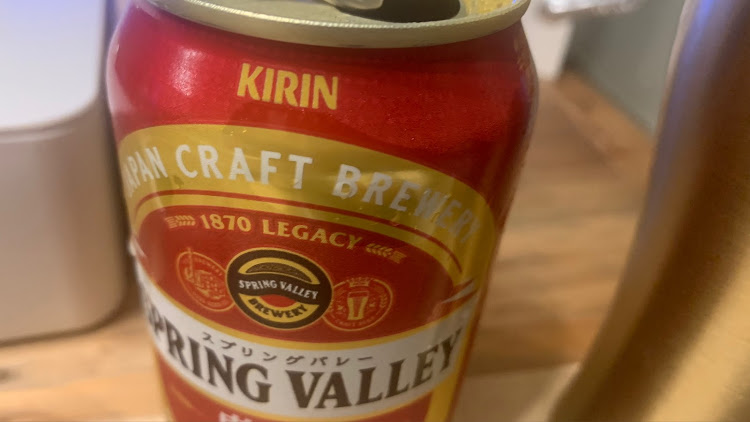 KIRIN
JAPAN CRAFT BREWERY
1870 LEGACY
SPRING VALLEY
BREWERY
スプリングバレー
SPRING VALLEY